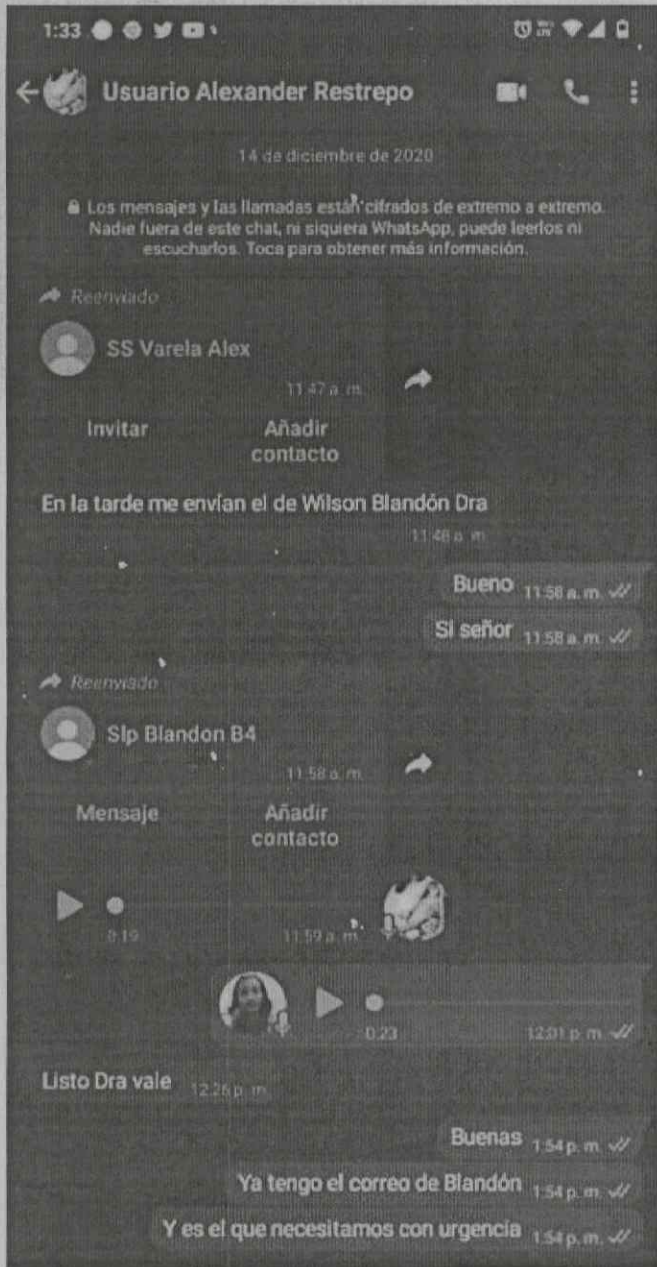 1:33
Usuario Alexander Restrepo
14 de diciembre de 2020
Los mensajes y las llamadas están cifrados de extremo a extremo.
Nadie fuera de este chat, ni siquiera WhatsApp, puede leerlos ni
escucharlos. Toca para obtener más información.
Reenviado
SS Varela Alex
11:47 a. m.
Invitar
Añadir
contacto
En la tarde me envían el de Wilson Blandón Dra
11:48 a. m.
Bueno 11:58 a. m.
Si señor 11:58 a. m.
Reenviado
Slp Blandon B4
11:58 a. m.
Mensaje
Añadir
contacto
0:19 11:59 a. m.
0:23 12:01 p. m.
Listo Dra vale 12:26 p. m.
Buenas 1:54 p. m.
Ya tengo el correo de Blandón 1:54 p. m.
Y es el que necesitamos con urgencia 1:54 p. m.